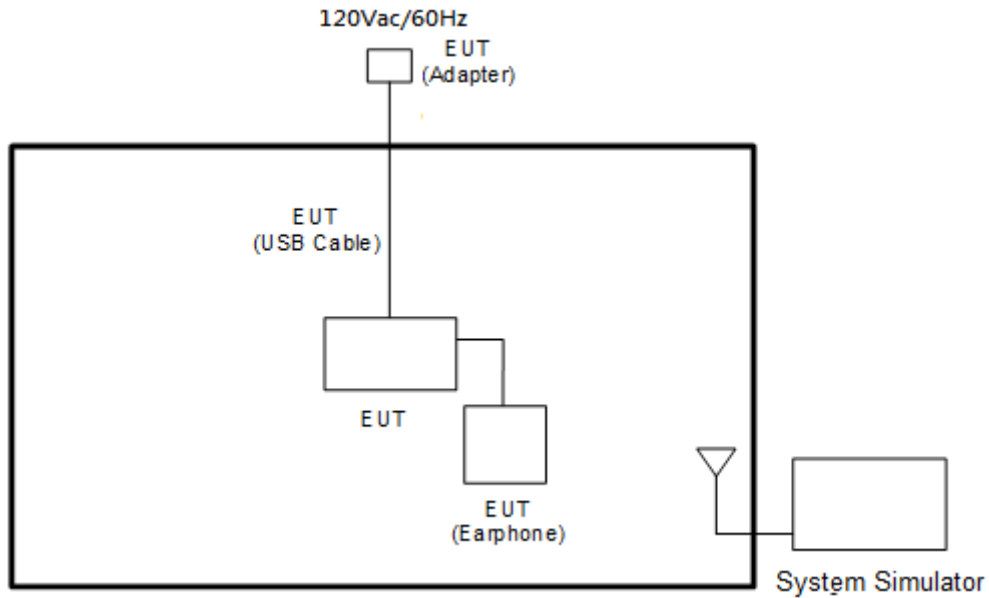 120Vac/60Hz
EUT
(Adapter)
EUT
(USB Cable)
EUT
EUT
(Earphone)
System Simulator